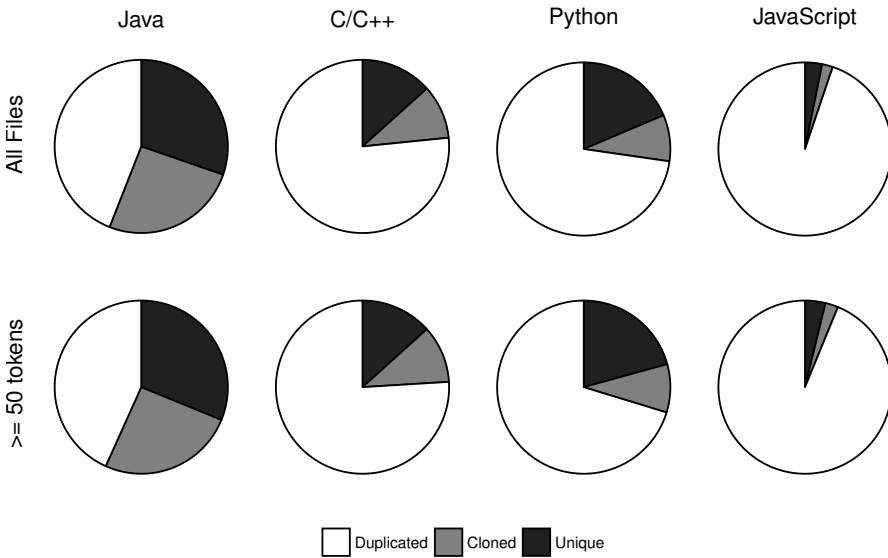 Java C/C++ Python JavaScript
All Files
>= 50 tokens
Duplicated Cloned Unique